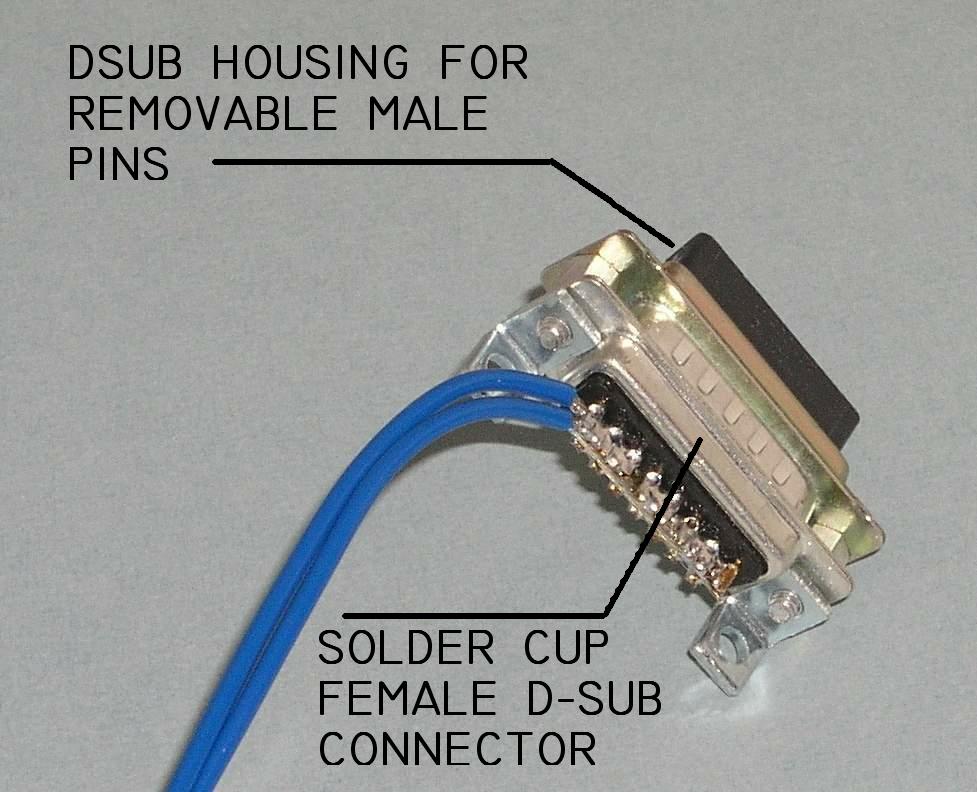 DSUB HOUSING FOR
REMOVABLE MALE
PINS
SOLDER CUP
FEMALE D-SUB
CONNECTOR